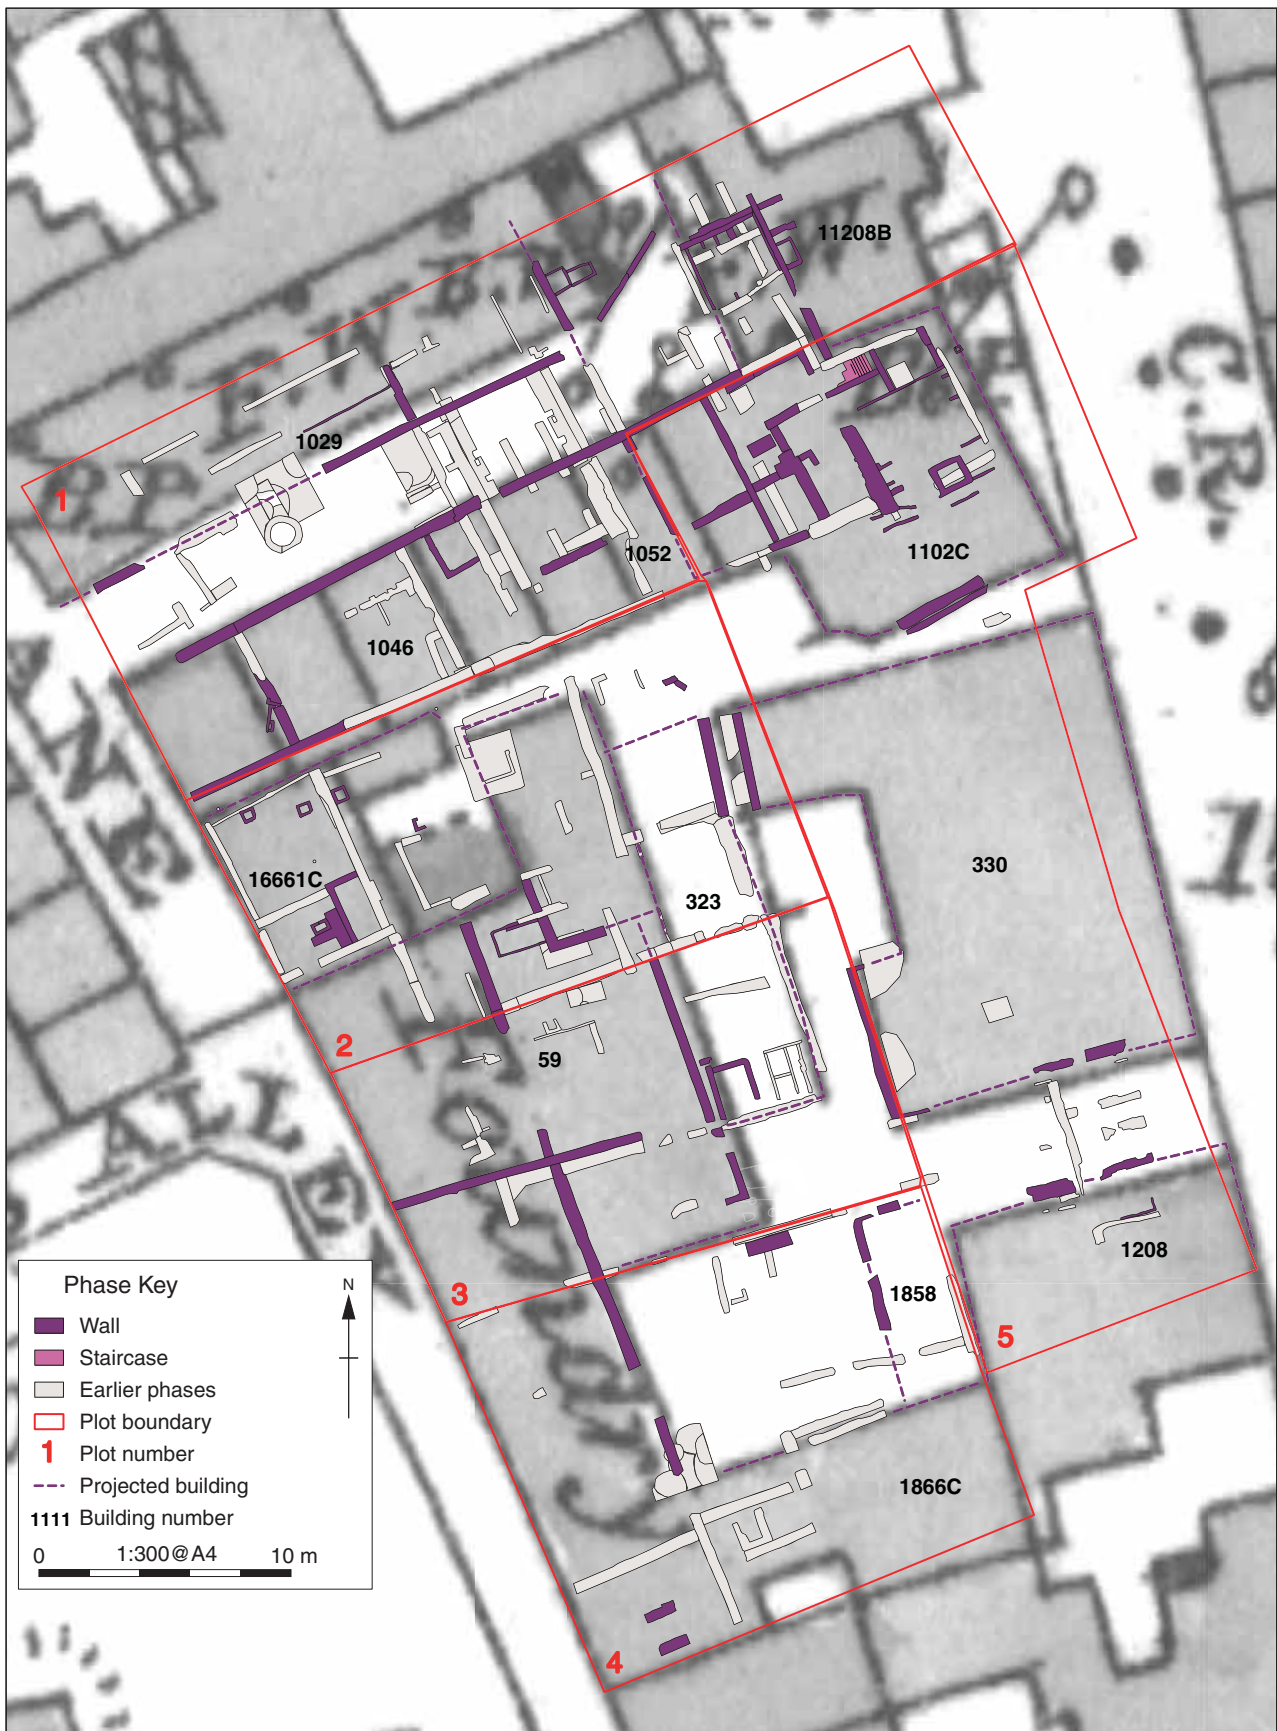 11208B
1029
1
1052
1102C
1046
C.R.
LANE
330
16661C
323
2
59
ALLEY
1208
1858
3
5
1866C
4
Phase Key
N
Wall
Staircase
Earlier phases
Plot boundary
1 Plot number
Projected building
1111 Building number
0 1:300@A4 10 m